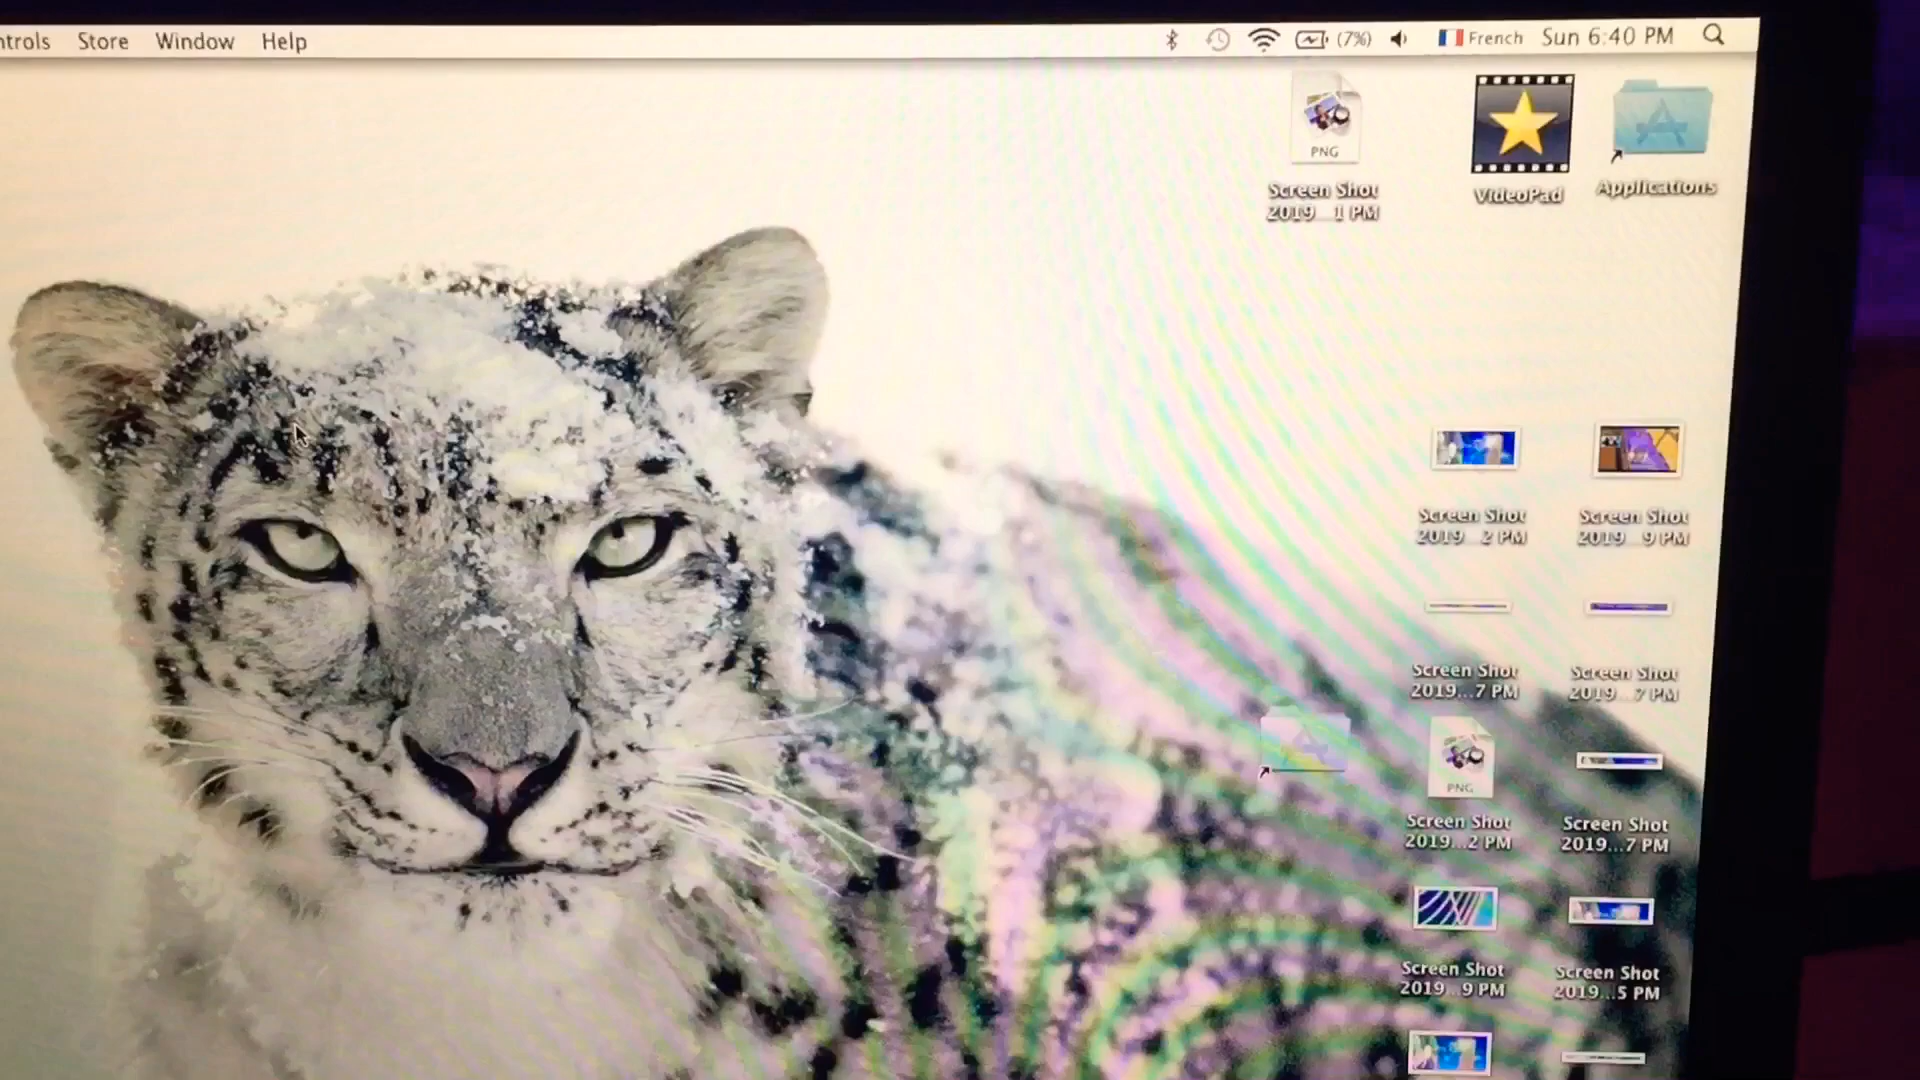 ntrols Store Window Help (7%) French Sun 6:40 PM
PNG
Screen Shot
2019...1 PM
VideoPad
Applications
Screen Shot
2019...2 PM
Screen Shot
2019...9 PM
Screen Shot
2019...7 PM
Screen Shot
2019...7 PM
PNG
Screen Shot
2019...2 PM
Screen Shot
2019...7 PM
Screen Shot
2019...9 PM
Screen Shot
2019...5 PM